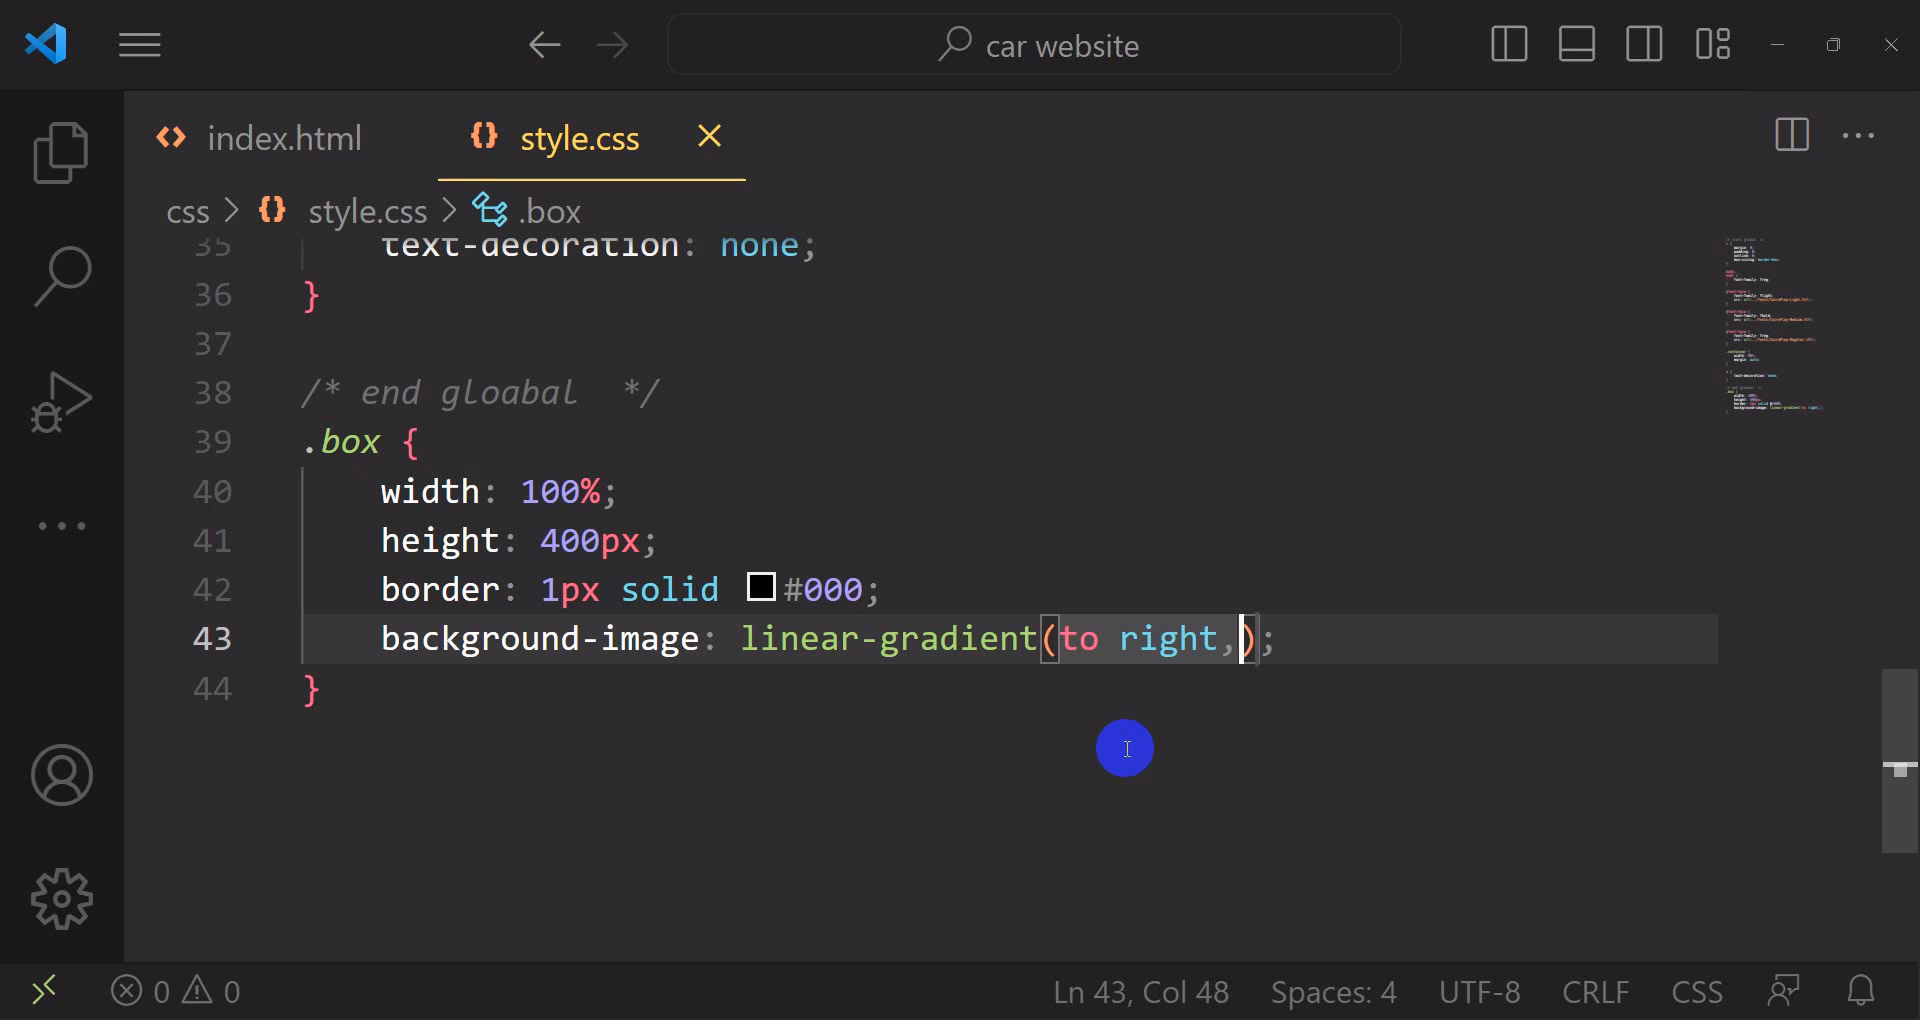 car website
index.html
style.css
css > {} style.css > .box
35 text-decoration: none;
36 }
37
38 /* end gloabal */
39 .box {
40 width: 100%;
41 height: 400px;
42 border: 1px solid #000;
43 background-image: linear-gradient(to right,);
44 }
0 0
Ln 43, Col 48 Spaces: 4 UTF-8 CRLF CSS